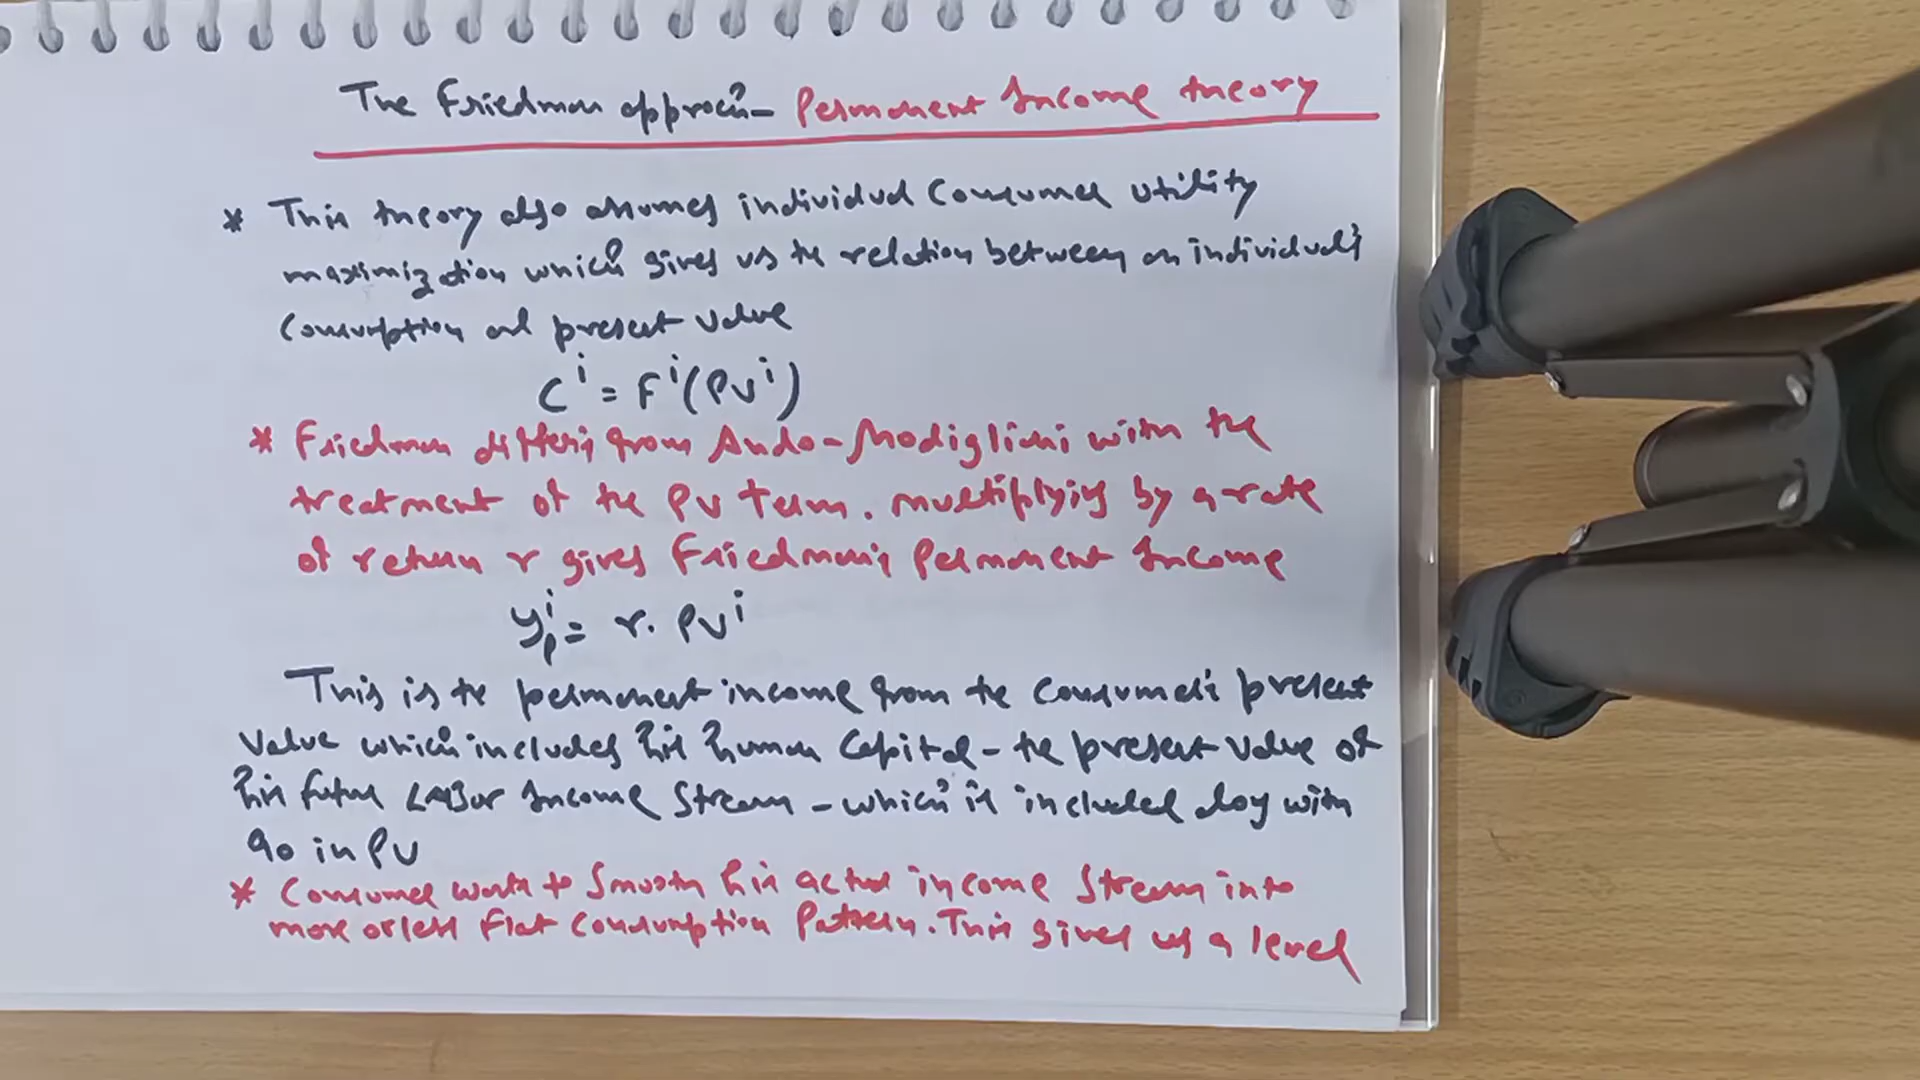 The Friedman approach- Permanent Income theory
* This theory also assumes individual Consumer utility
maximization which gives us the relation between an individual's
Consumption and present value
C^i = F^i(PV^i)
* Friedman differs from Ando-Modigliani with the
treatment of the PV term. multiplying by a rate
of return r gives Friedman's Permanent Income
y_p^i = r. PV^i
This is the permanent income from the Consumer's present
Value which includes his human Capital - the present value of
his future Labor Income Stream - which is included along with
a0 in PV
* Consumer wants to Smooth his actual income Stream into
more or less flat Consumption Pattern. This gives us a level